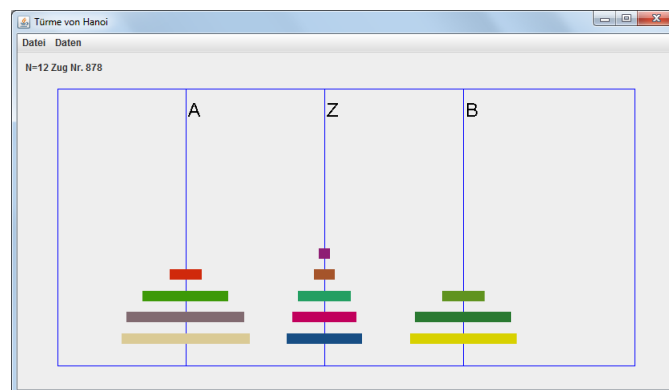 Türme von Hanoi
Datei Daten
N=12 Zug Nr. 878
A Z B